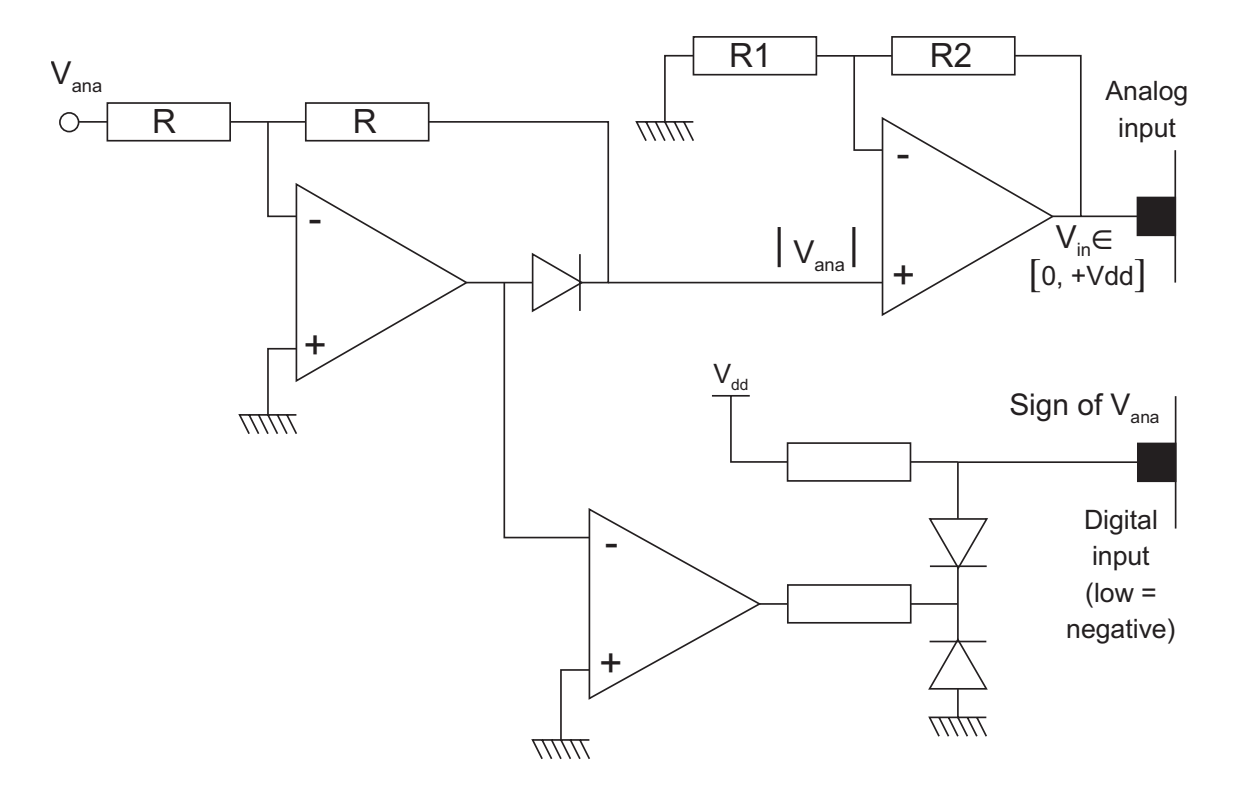 V_ana
R
R
-
+
R1
R2
-
+
| V_ana |
Analog
input
V_in ∈
[0, +Vdd]
V_dd
Sign of V_ana
-
+
Digital
input
(low =
negative)